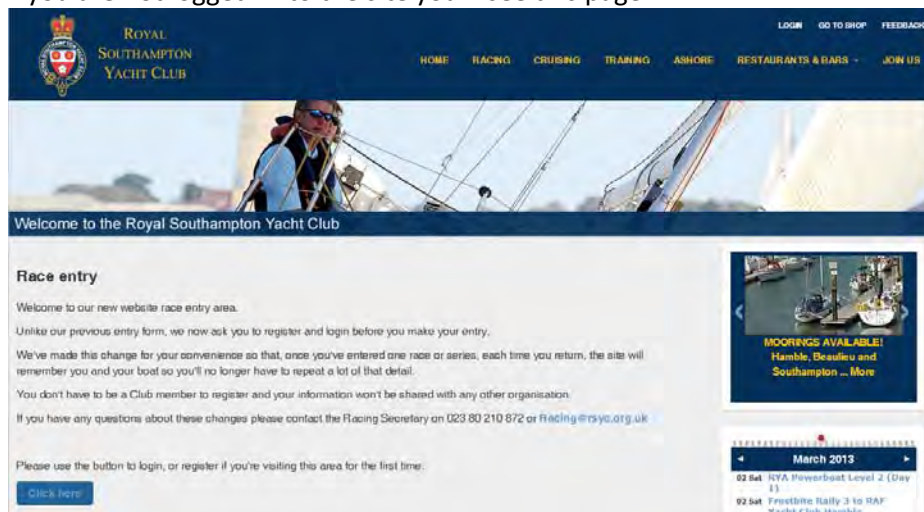 LOGIN GO TO SHOP FEEDBACK
ROYAL
SOUTHAMPTON
YACHT CLUB
HOME RACING CRUISING TRAINING ASHORE RESTAURANTS & BARS JOIN US
Welcome to the Royal Southampton Yacht Club
Race entry
Welcome to our new website race entry area.
Unlike our previous entry form, we now ask you to register and login before you make your entry.
We've made this change for your convenience so that, once you've entered one race or series, each time you return, the site will
remember you and your boat so you'll no longer have to repeat a lot of that detail.
You don't have to be a Club member to register and your information won't be shared with any other organisation.
If you have any questions about these changes please contact the Racing Secretary on 023 80 210 872 or Racing@rsyc.org.uk
Please use the button to login, or register if you're visiting this area for the first time.
Click here
MOORINGS AVAILABLE!
Hamble, Beaulieu and
Southampton ... More
March 2013
02 Sat RYA Powerboat Level 2 (Day
1)
02 Sat Frostbite Rally 3 to RAF
Yacht Club Hamble